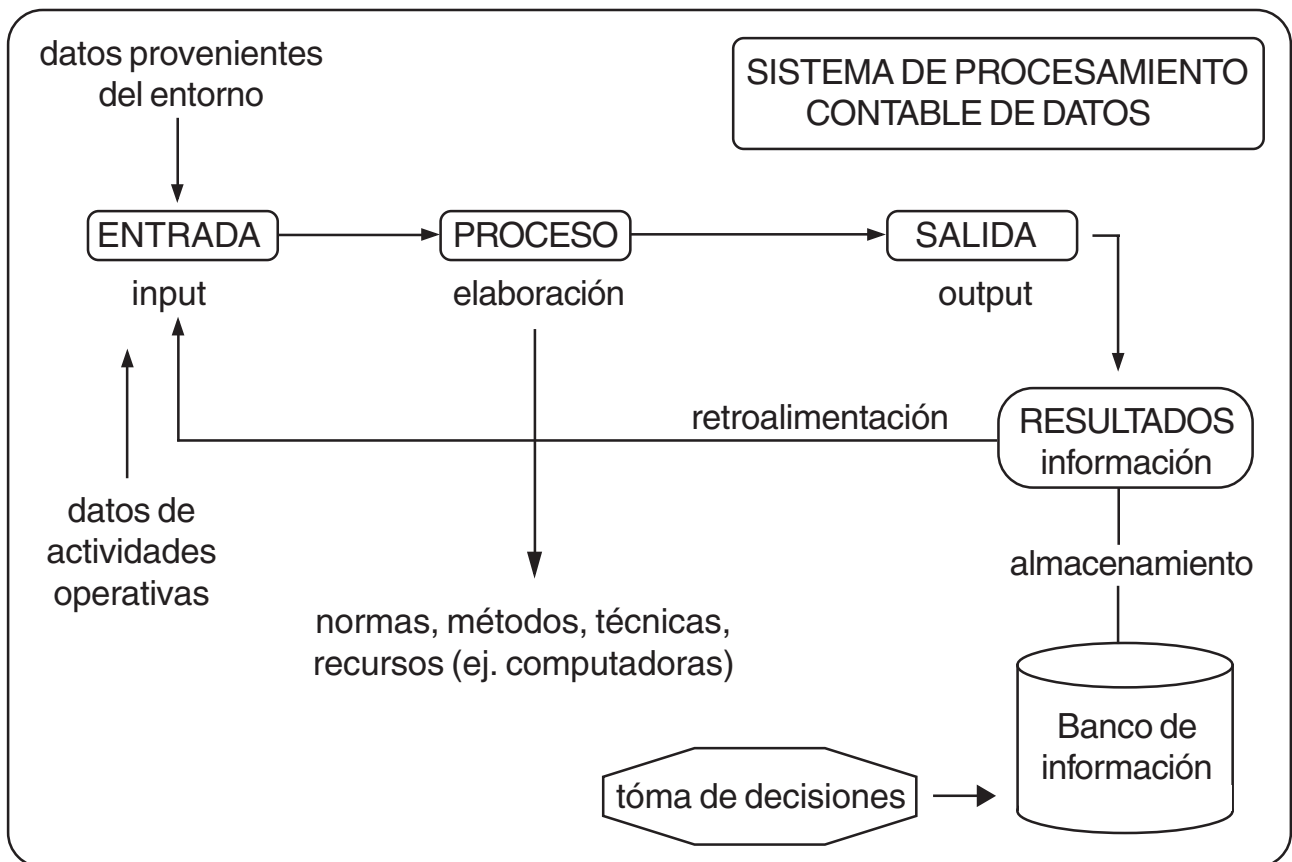 datos provenientes
del entorno
SISTEMA DE PROCESAMIENTO
CONTABLE DE DATOS
ENTRADA
PROCESO
SALIDA
input
elaboración
output
retroalimentación
RESULTADOS
información
datos de
actividades
operativas
almacenamiento
normas, métodos, técnicas,
recursos (ej. computadoras)
Banco de
información
tóma de decisiones